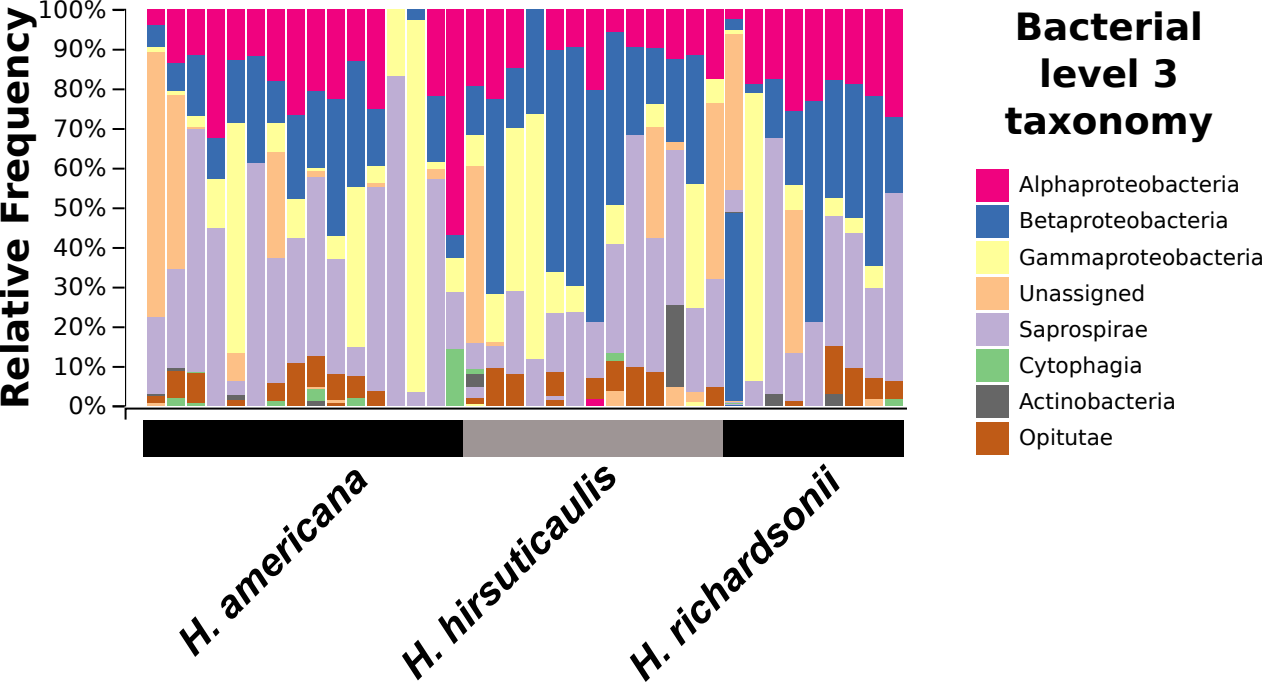 Relative Frequency
100%
90%
80%
70%
60%
50%
40%
30%
20%
10%
0%
H. americana
H. hirsuticaulis
H. richardsonii
Bacterial
level 3
taxonomy
Alphaproteobacteria
Betaproteobacteria
Gammaproteobacteria
Unassigned
Saprospirae
Cytophagia
Actinobacteria
Opitutae